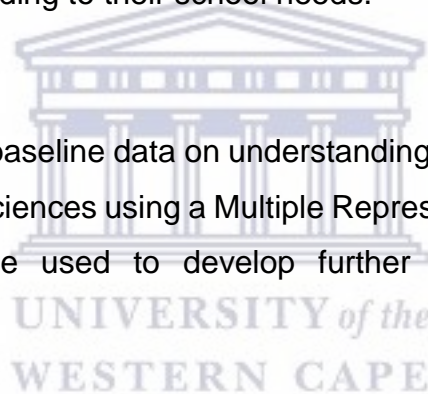 ding to their school needs.
baseline data on understanding
ciences using a Multiple Repres
e used to develop further
UNIVERSITY of the
WESTERN CAPE